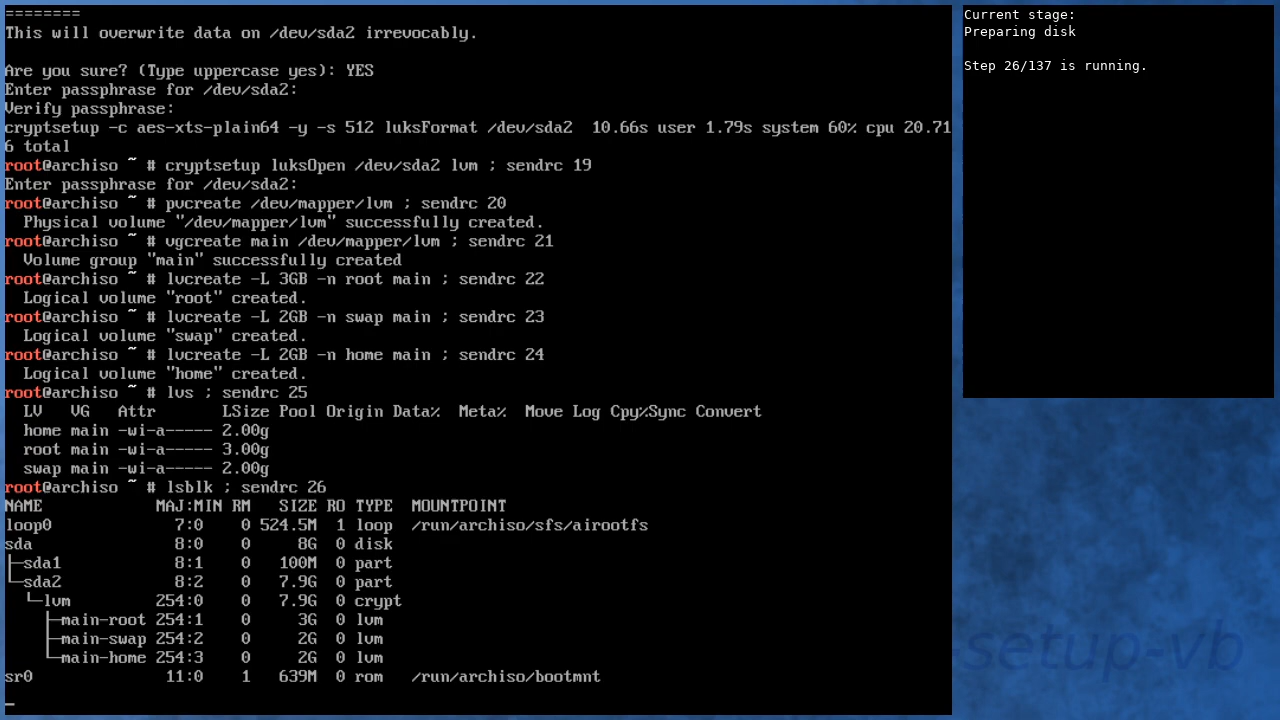 ========
This will overwrite data on /dev/sda2 irrevocably.
Are you sure? (Type uppercase yes): YES
Enter passphrase for /dev/sda2:
Verify passphrase:
cryptsetup -c aes-xts-plain64 -y -s 512 luksFormat /dev/sda2  10.66s user 1.79s system 60% cpu 20.71
6 total
root@archiso ~ # cryptsetup luksOpen /dev/sda2 lvm ; sendrc 19
Enter passphrase for /dev/sda2:
root@archiso ~ # pvcreate /dev/mapper/lvm ; sendrc 20
  Physical volume "/dev/mapper/lvm" successfully created.
root@archiso ~ # vgcreate main /dev/mapper/lvm ; sendrc 21
  Volume group "main" successfully created
root@archiso ~ # lvcreate -L 3GB -n root main ; sendrc 22
  Logical volume "root" created.
root@archiso ~ # lvcreate -L 2GB -n swap main ; sendrc 23
  Logical volume "swap" created.
root@archiso ~ # lvcreate -L 2GB -n home main ; sendrc 24
  Logical volume "home" created.
root@archiso ~ # lvs ; sendrc 25
  LV   VG   Attr       LSize Pool Origin Data%  Meta%  Move Log Cpy%Sync Convert
  home main -wi-a----- 2.00g
  root main -wi-a----- 3.00g
  swap main -wi-a----- 2.00g
root@archiso ~ # lsblk ; sendrc 26
NAME            MAJ:MIN RM   SIZE RO TYPE  MOUNTPOINT
loop0             7:0    0 524.5M  1 loop  /run/archiso/sfs/airootfs
sda               8:0    0     8G  0 disk
├─sda1            8:1    0   100M  0 part
└─sda2            8:2    0   7.9G  0 part
  └─lvm         254:0    0   7.9G  0 crypt
    ├─main-root 254:1    0     3G  0 lvm
    ├─main-swap 254:2    0     2G  0 lvm
    └─main-home 254:3    0     2G  0 lvm
sr0              11:0    1   639M  0 rom   /run/archiso/bootmnt
_
Current stage:
Preparing disk
Step 26/137 is running.
-setup-vb